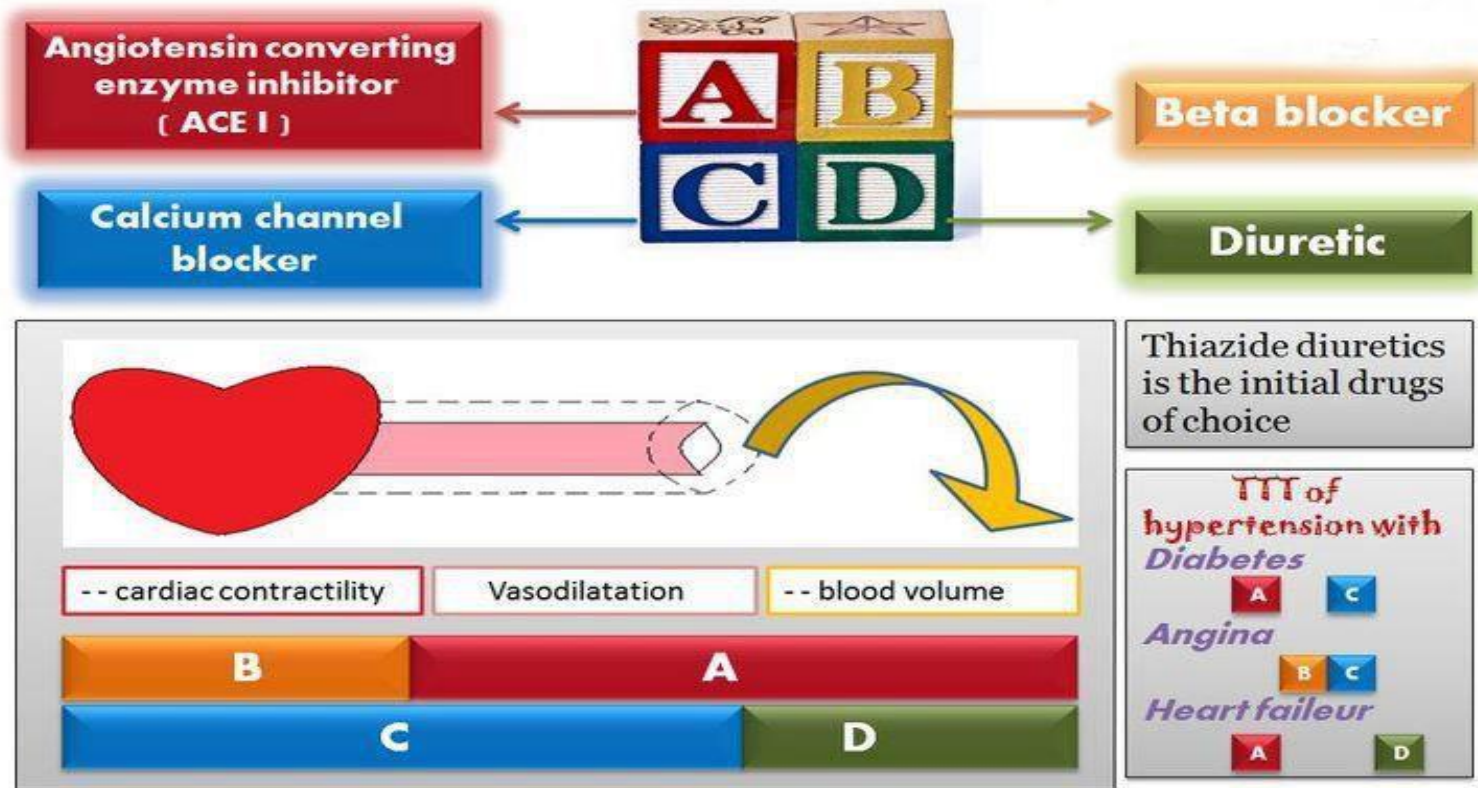 Angiotensin converting
enzyme inhibitor
( ACE I )
A
B
Beta blocker
Calcium channel
blocker
C
D
Diuretic
- - cardiac contractility
Vasodilatation
- - blood volume
B
A
C
D
Thiazide diuretics
is the initial drugs
of choice
TTT of
hypertension with
Diabetes
A C
Angina
B C
Heart faileur
A D